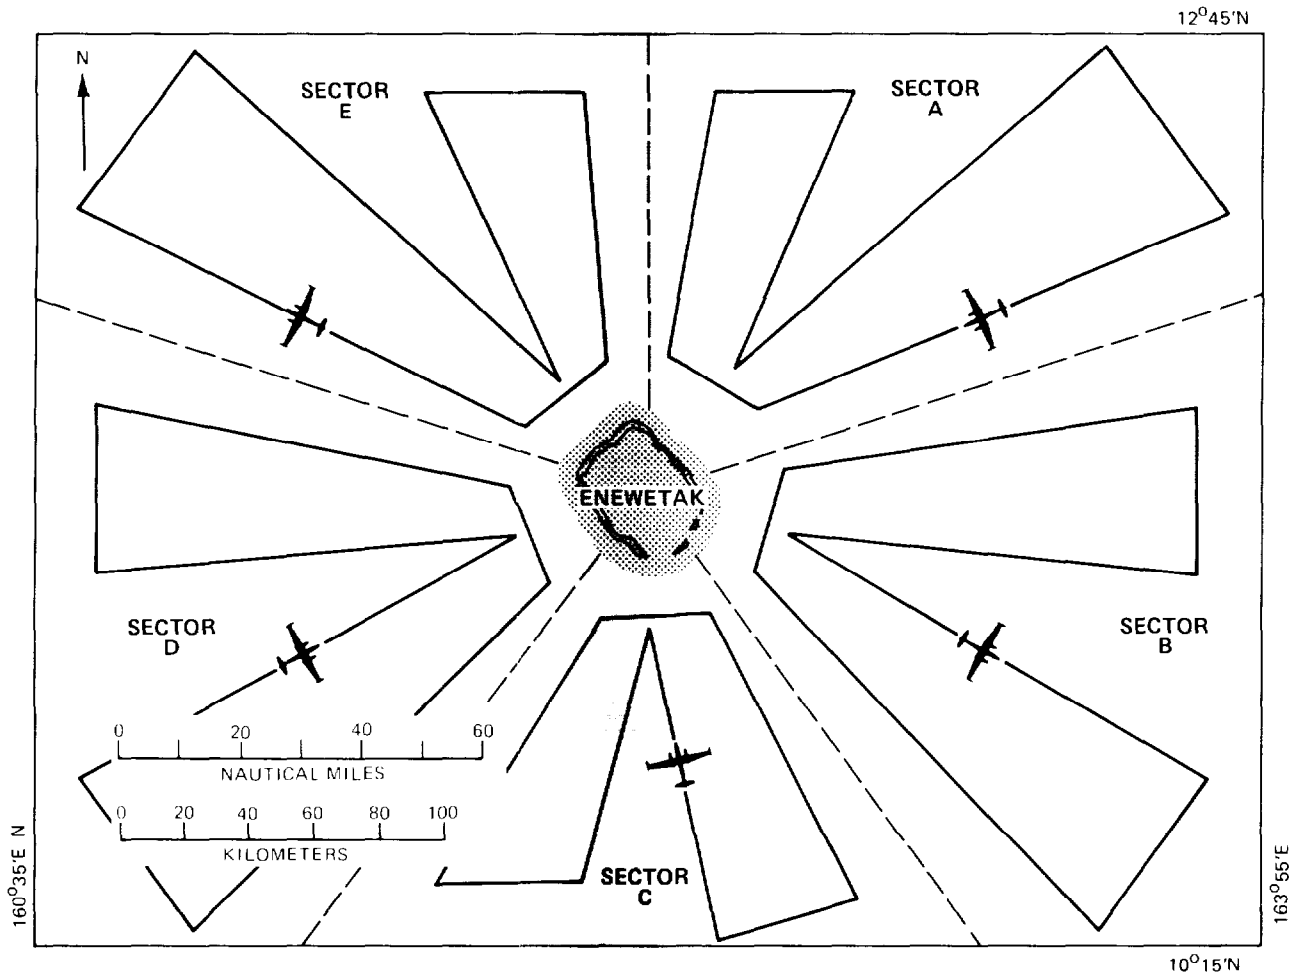 12°45'N
N
SECTOR
E
SECTOR
A
ENEWETAK
SECTOR
D
SECTOR
B
0 20 40 60
NAUTICAL MILES
0 20 40 60 80 100
KILOMETERS
SECTOR
C
160°35'E N
163°55'E
10°15'N